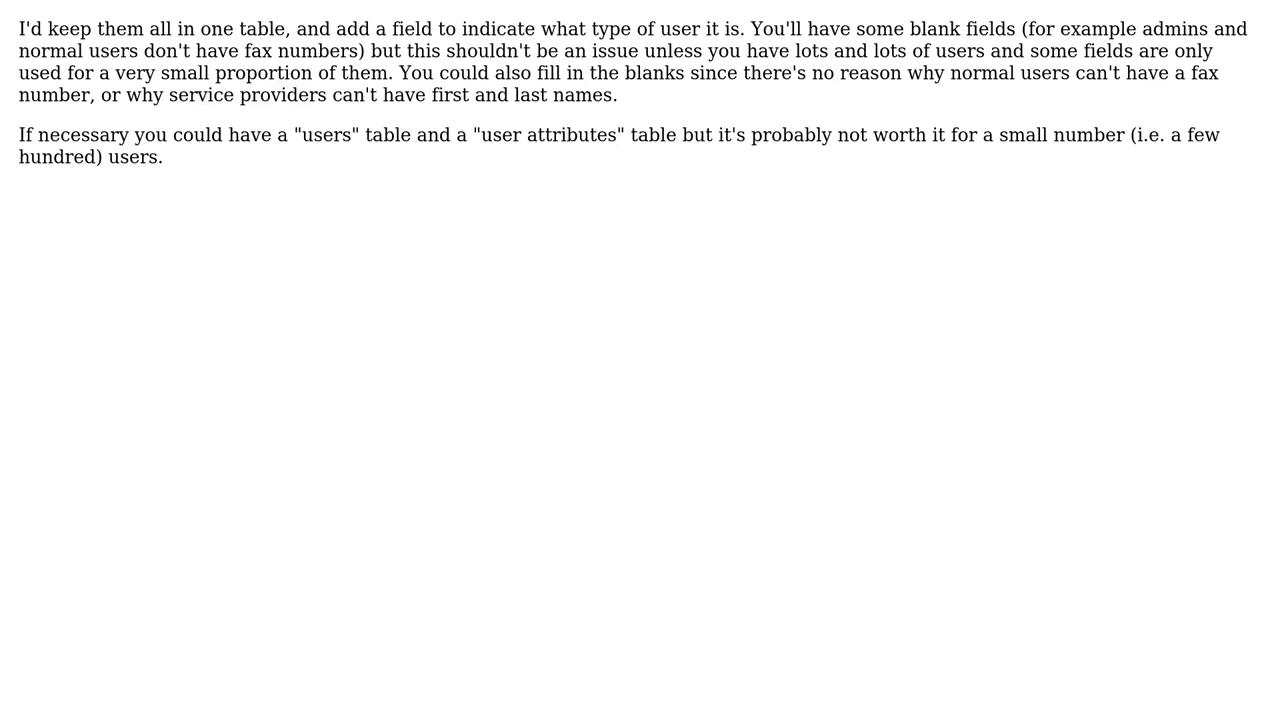 I'd keep them all in one table, and add a field to indicate what type of user it is. You'll have some blank fields (for example admins and
normal users don't have fax numbers) but this shouldn't be an issue unless you have lots and lots of users and some fields are only
used for a very small proportion of them. You could also fill in the blanks since there's no reason why normal users can't have a fax
number, or why service providers can't have first and last names.
If necessary you could have a "users" table and a "user attributes" table but it's probably not worth it for a small number (i.e. a few
hundred) users.